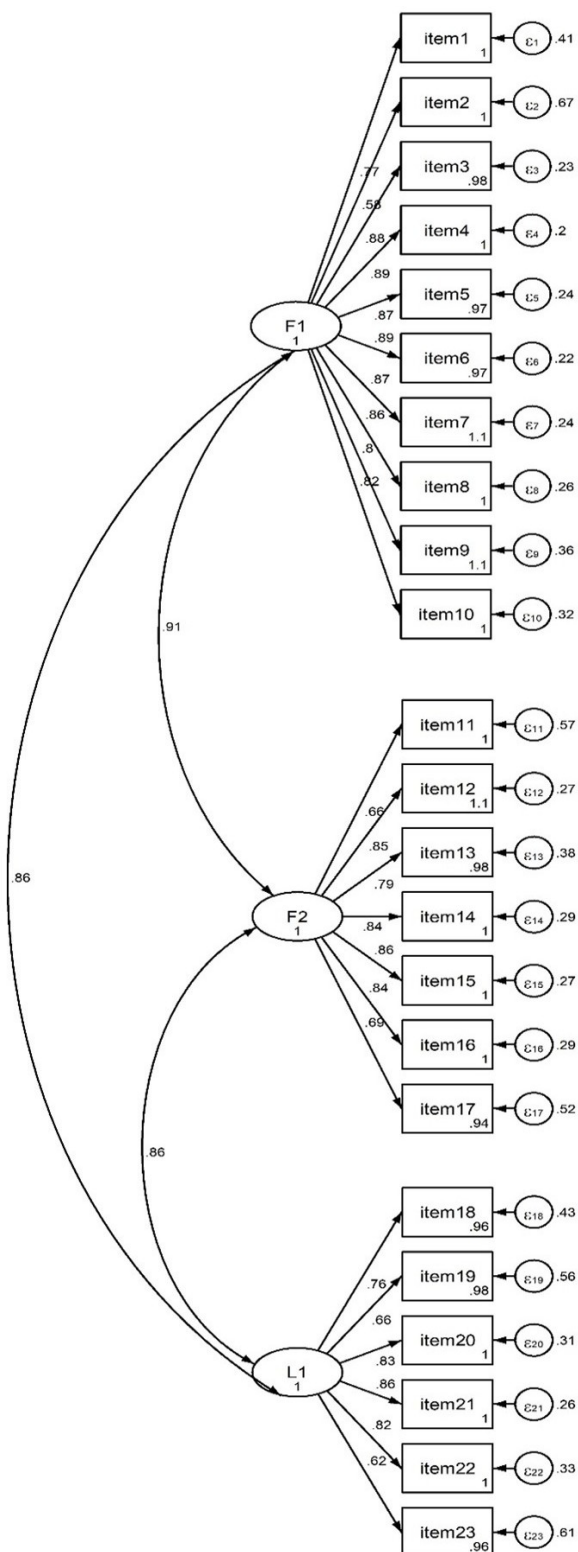 item1
1
ε1
.41
item2
1
ε2
.67
item3
.98
ε3
.23
item4
1
ε4
.2
item5
.97
ε5
.24
item6
.97
ε6
.22
item7
1.1
ε7
.24
item8
1
ε8
.26
item9
1.1
ε9
.36
item10
1
ε10
.32
.77
.58
.88
.89
.87
.89
.87
.86
.8
.82
F1
1
.91
.86
item11
1
ε11
.57
item12
1.1
ε12
.27
item13
.98
ε13
.38
item14
1
ε14
.29
item15
1
ε15
.27
item16
1
ε16
.29
item17
.94
ε17
.52
.66
.85
.79
.84
.86
.84
.69
F2
1
.86
item18
.96
ε18
.43
item19
.98
ε19
.56
item20
1
ε20
.31
item21
1
ε21
.26
item22
1
ε22
.33
item23
.96
ε23
.61
.76
.66
.83
.86
.82
.62
L1
1